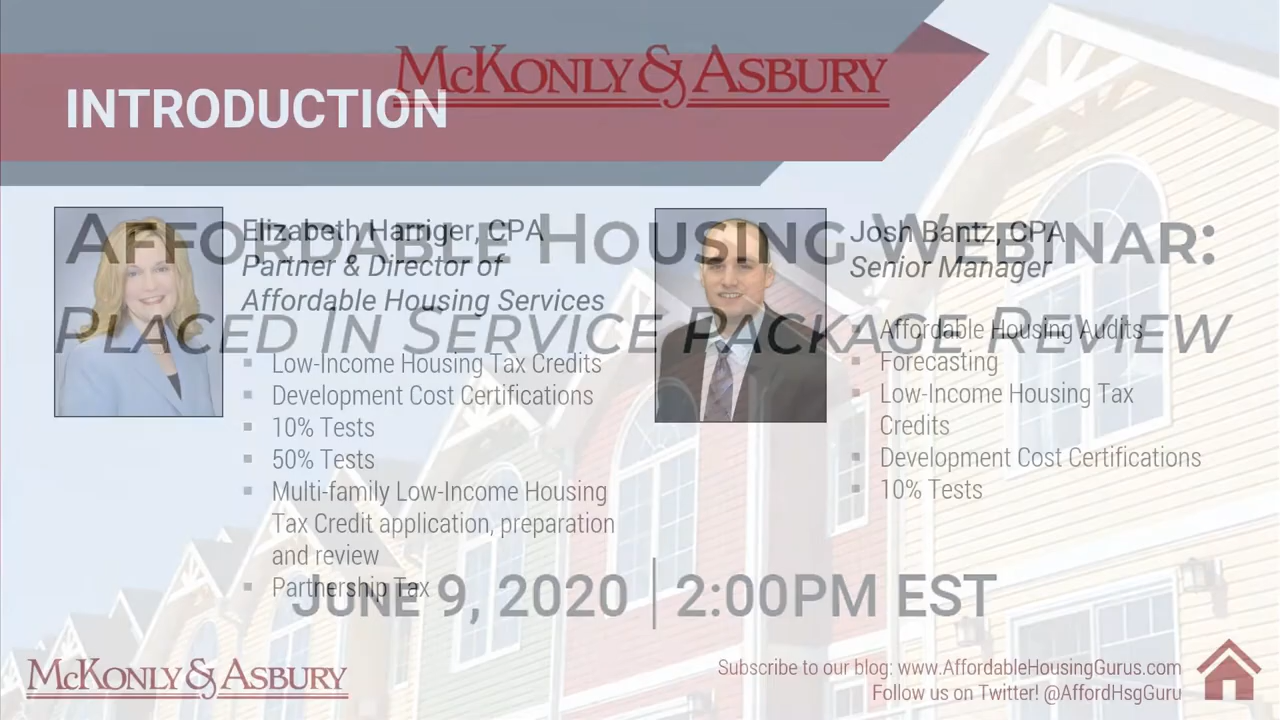 McKonly & Asbury
INTRODUCTION
Affordable Housing Webinar:
Placed In Service Package Review
June 9, 2020 | 2:00PM EST
Elizabeth Harriger, CPA
Partner & Director of
Affordable Housing Services
▪ Low-Income Housing Tax Credits
▪ Development Cost Certifications
▪ 10% Tests
▪ 50% Tests
▪ Multi-family Low-Income Housing
Tax Credit application, preparation
and review
▪ Partnership Tax
Josh Bantz, CPA
Senior Manager
▪ Affordable Housing Audits
▪ Forecasting
▪ Low-Income Housing Tax
Credits
▪ Development Cost Certifications
▪ 10% Tests
McKonly & Asbury
Subscribe to our blog: www.AffordableHousingGurus.com
Follow us on Twitter! @AffordHsgGuru